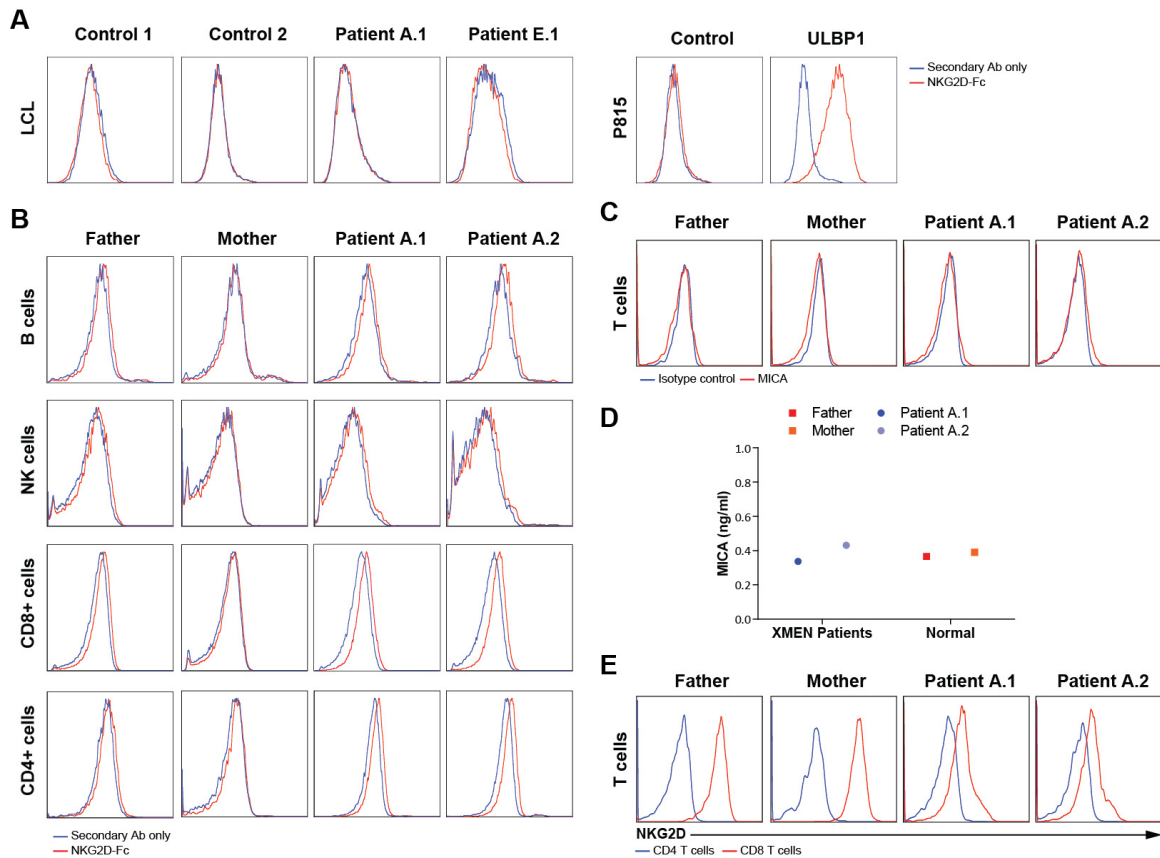 A
Control 1 Control 2 Patient A.1 Patient E.1
LCL
Control ULBP1
P815
Secondary Ab only
NKG2D-Fc
B
Father Mother Patient A.1 Patient A.2
B cells
NK cells
CD8+ cells
CD4+ cells
Secondary Ab only
NKG2D-Fc
C
Father Mother Patient A.1 Patient A.2
T cells
Isotype control MICA
D
Father Patient A.1
Mother Patient A.2
MICA (ng/ml)
1.0
0.8
0.6
0.4
0.2
0.0
XMEN Patients Normal
E
Father Mother Patient A.1 Patient A.2
T cells
NKG2D
CD4 T cells CD8 T cells